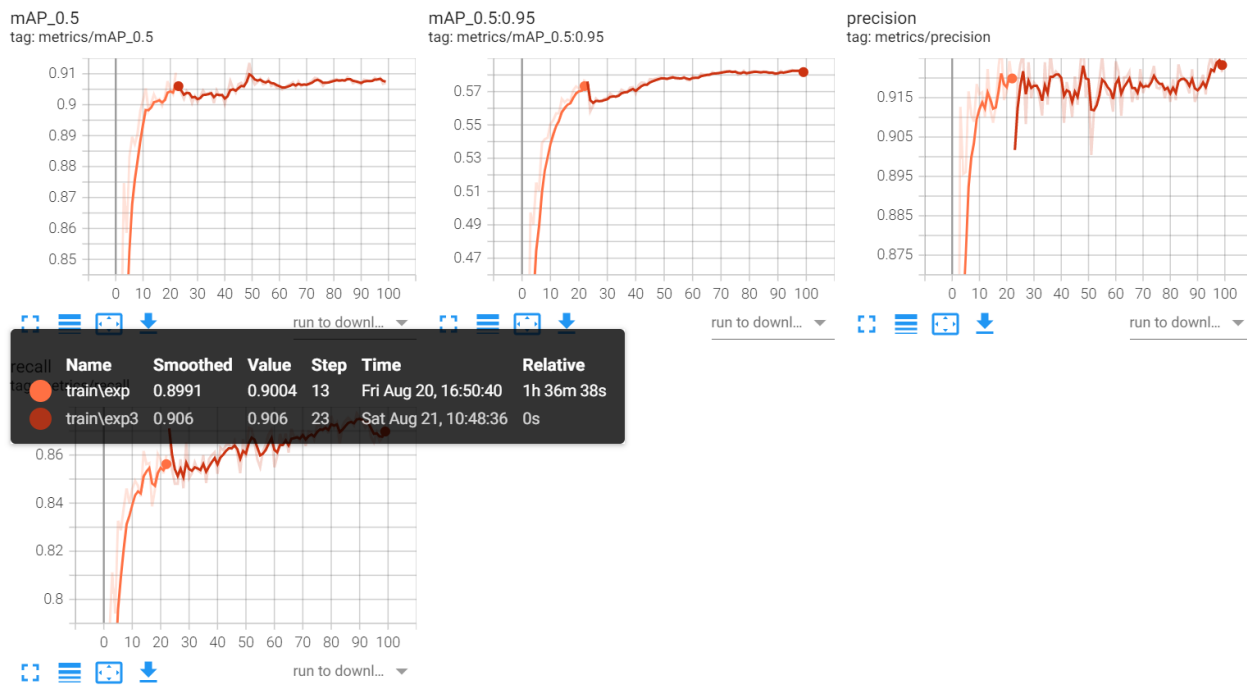 mAP_0.5
tag: metrics/mAP_0.5
0.91
0.9
0.89
0.88
0.87
0.86
0.85
0 10 20 30 40 50 60 70 80 90 100
run to downl...
mAP_0.5:0.95
tag: metrics/mAP_0.5:0.95
0.57
0.55
0.53
0.51
0.49
0.47
0 10 20 30 40 50 60 70 80 90 100
run to downl...
precision
tag: metrics/precision
0.915
0.905
0.895
0.885
0.875
0 10 20 30 40 50 60 70 80 90 100
run to downl...
recall
tag: metrics/recall
Name Smoothed Value Step Time Relative
train\exp 0.8991 0.9004 13 Fri Aug 20, 16:50:40 1h 36m 38s
train\exp3 0.906 0.906 23 Sat Aug 21, 10:48:36 0s
0.86
0.84
0.82
0.8
0 10 20 30 40 50 60 70 80 90 100
run to downl...